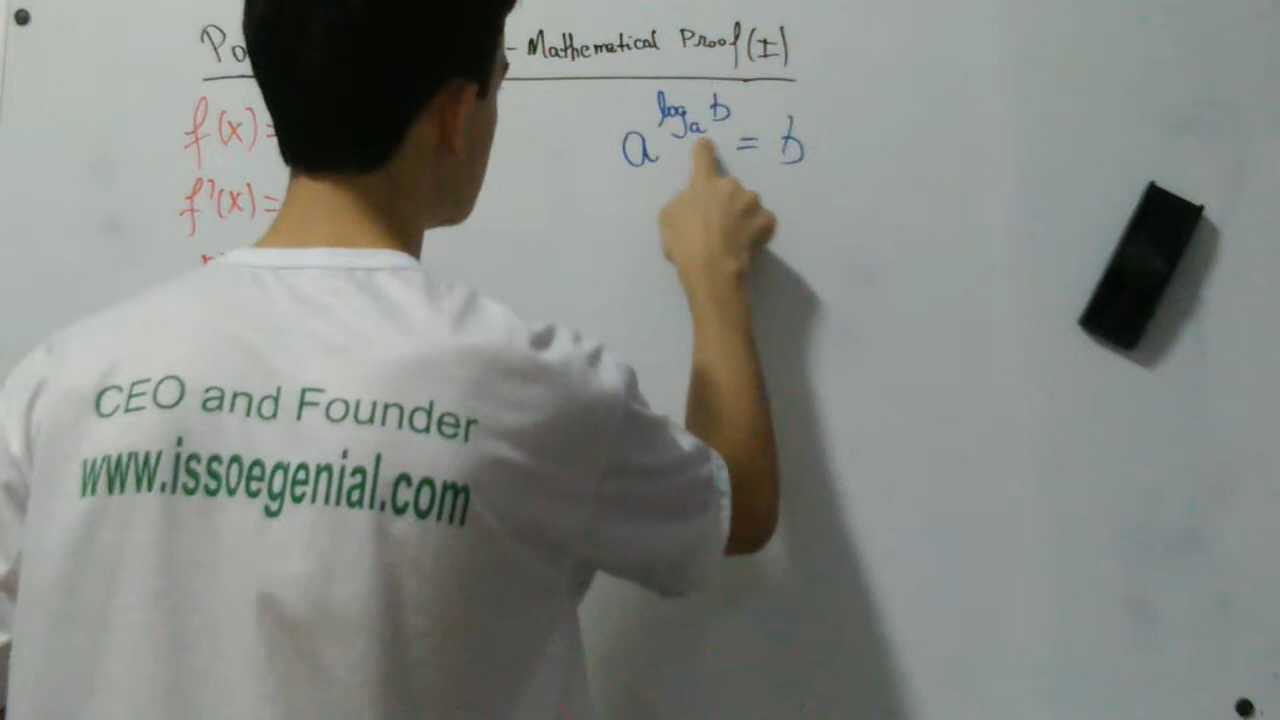 Po - Mathematical Proof (I)
f(x) =
a^{log_a b} = b
f'(x) =
CEO and Founder
www.issoegenial.com